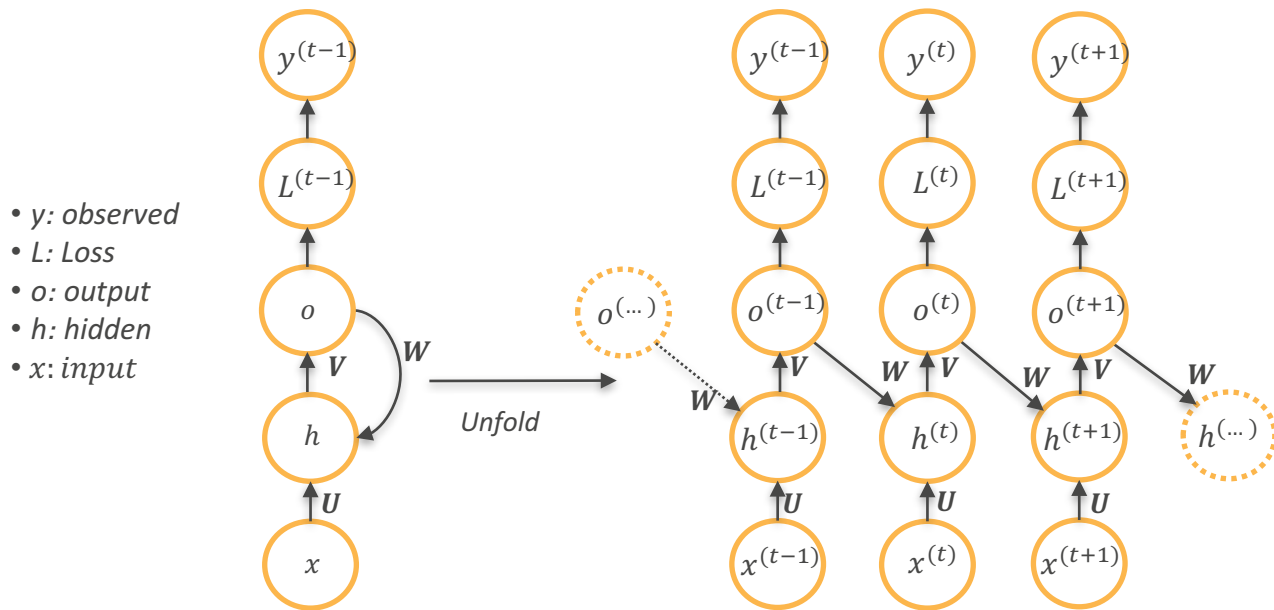 y^(t−1) y^(t−1) y^(t) y^(t+1)
L^(t−1) L^(t−1) L^(t) L^(t+1)
• y: observed
• L: Loss
• o: output
• h: hidden
• x: input
o o^(...) o^(t−1) o^(t) o^(t+1)
V W V W V W V W
W
Unfold
h h^(t−1) h^(t) h^(t+1) h^(...)
U U U U
x x^(t−1) x^(t) x^(t+1)